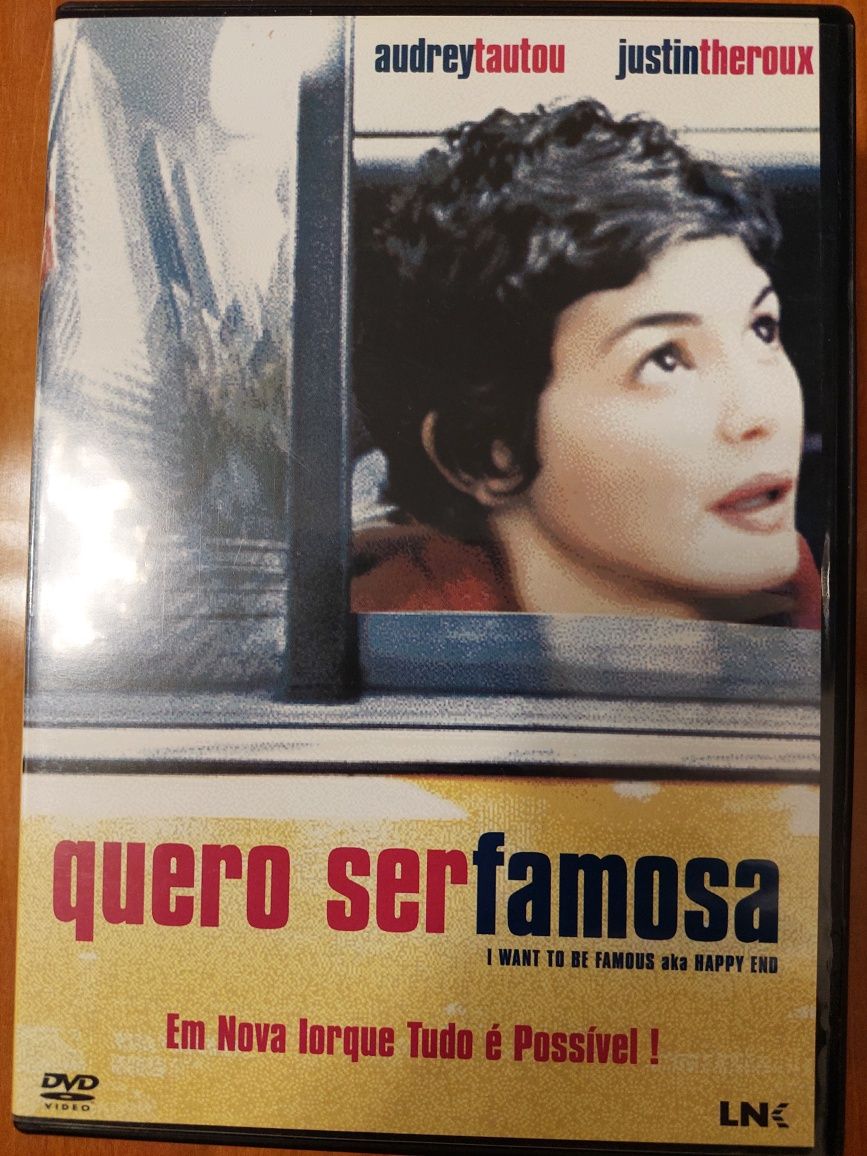 audreytautou justintheroux
quero serfamosa
I WANT TO BE FAMOUS aka HAPPY END
Em Nova Iorque Tudo é Possível !
DVD
VIDEO
LNK